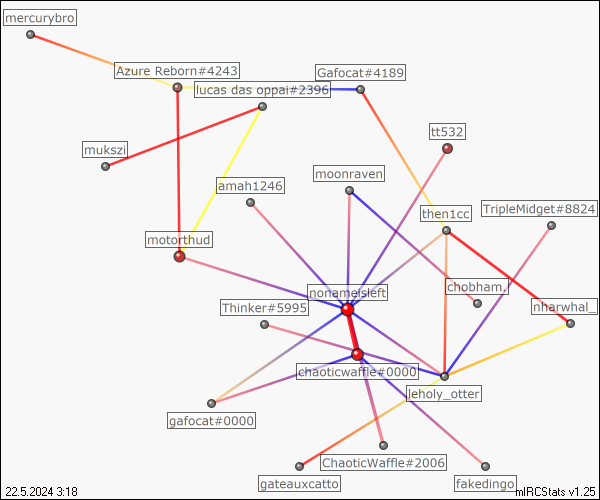 mercurybro
Azure Reborn#4243
Gafocat#4189
lucas das oppai#2396
tt532
mukszi
moonraven
amah1246
then1cc
TripleMidget#8824
motorthud
nonameisleft
chobham,
Thinker#5995
nharwhal_
chaoticwaffle#0000
leholy_otter
gafocat#0000
ChaoticWaffle#2006
gateauxcatto
fakedingo
22.5.2024 3:18
mIRCStats v1.25